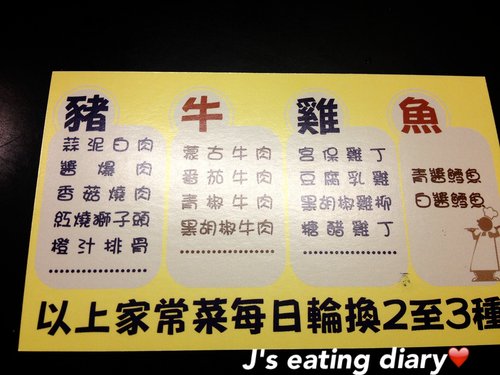 豬
蒜泥白肉
醬爆肉
香菇燒肉
紅燒獅子頭
橙汁排骨
牛
蒙古牛肉
番茄牛肉
青椒牛肉
黑胡椒牛肉
雞
宮保雞丁
豆腐乳雞
黑胡椒雞柳
糖醋雞丁
魚
青醬鱈魚
白醬鱈魚
以上家常菜每日輪換2至3種
J's eating diary